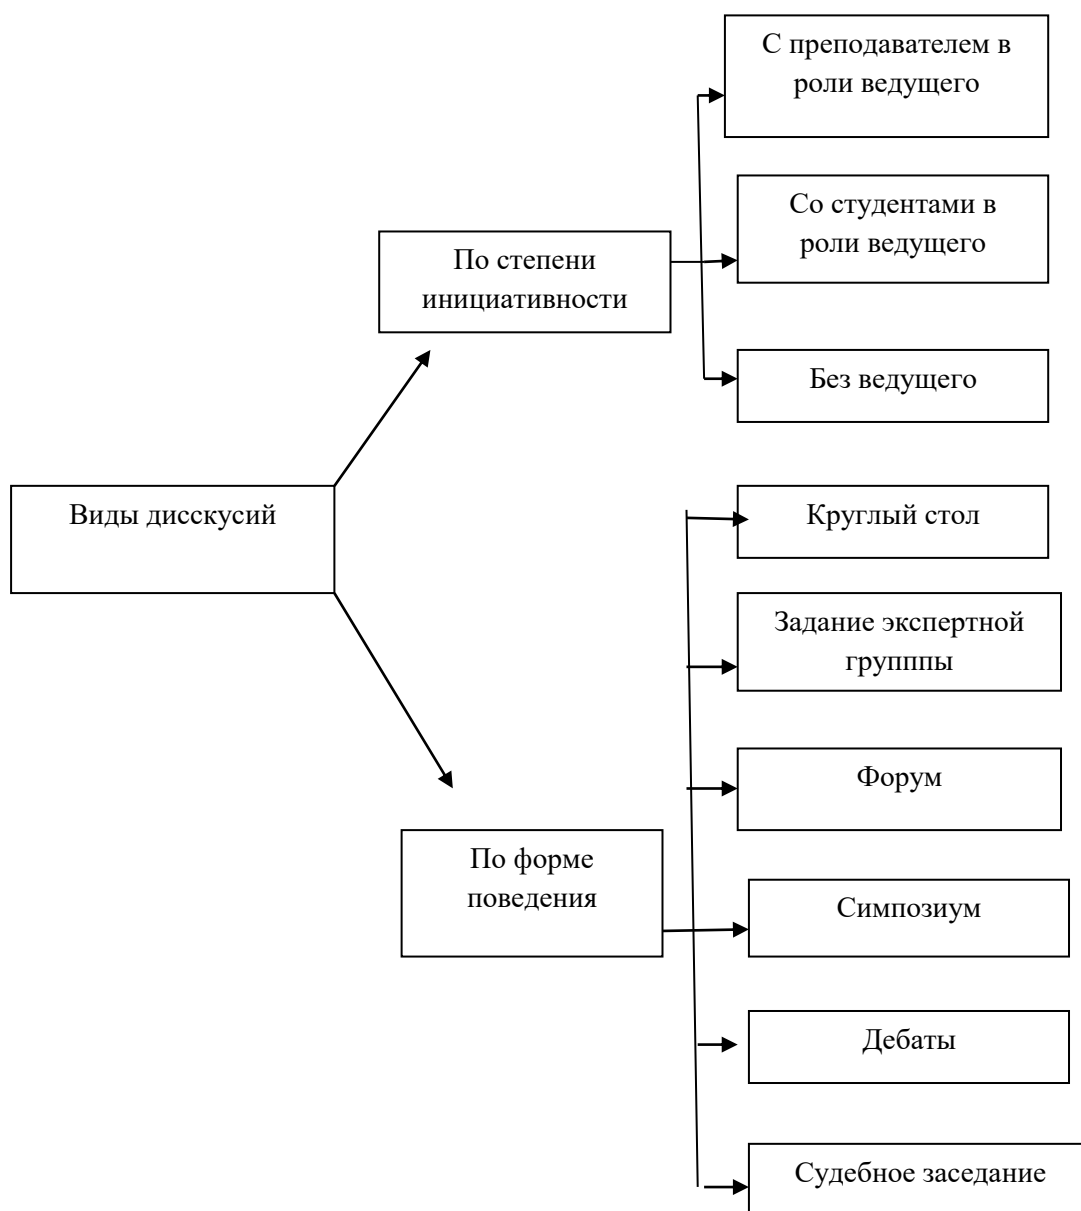 С преподавателем в
роли ведущего
Со студентами в
роли ведущего
По степени
инициативности
Без ведущего
Виды дисскусий
Круглый стол
Задание экспертной
групппы
Форум
По форме
поведения
Симпозиум
Дебаты
Судебное заседание